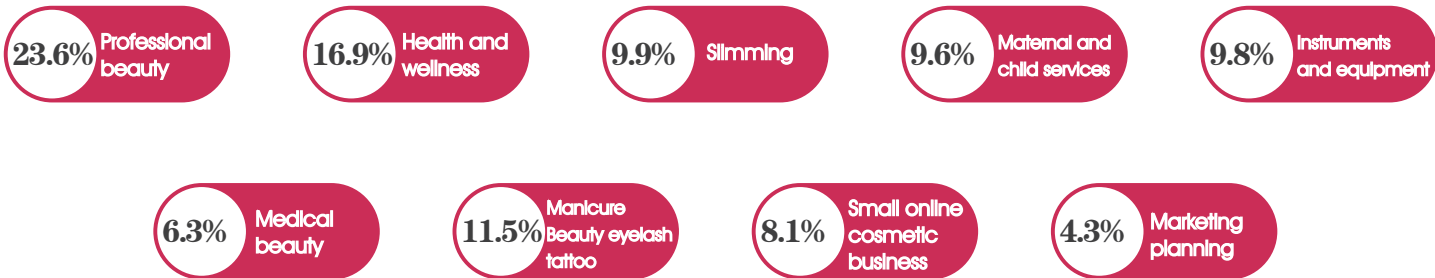 23.6%
Professional
beauty
16.9%
Health and
wellness
9.9%
Slimming
9.6%
Maternal and
child services
9.8%
Instruments
and equipment
6.3%
Medical
beauty
11.5%
Manicure
Beauty eyelash
tattoo
8.1%
Small online
cosmetic
business
4.3%
Marketing
planning